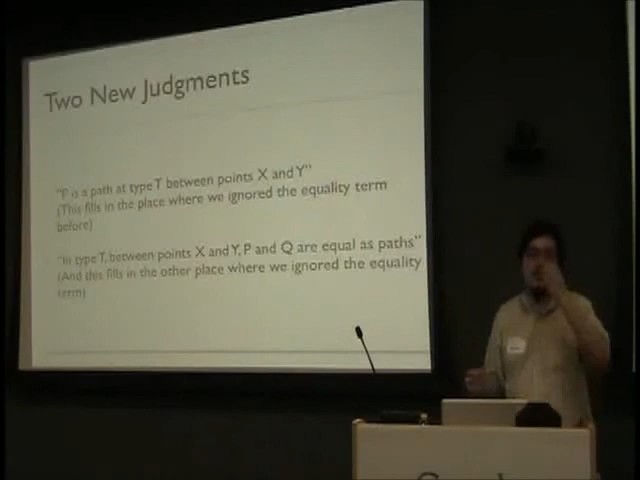 Two New Judgments
"P is a path at type T between points X and Y"
(This fills in the place where we ignored the equality term
before)
"In type T, between points X and Y, P and Q are equal as paths"
(And this fills in the other place where we ignored the equality
term)